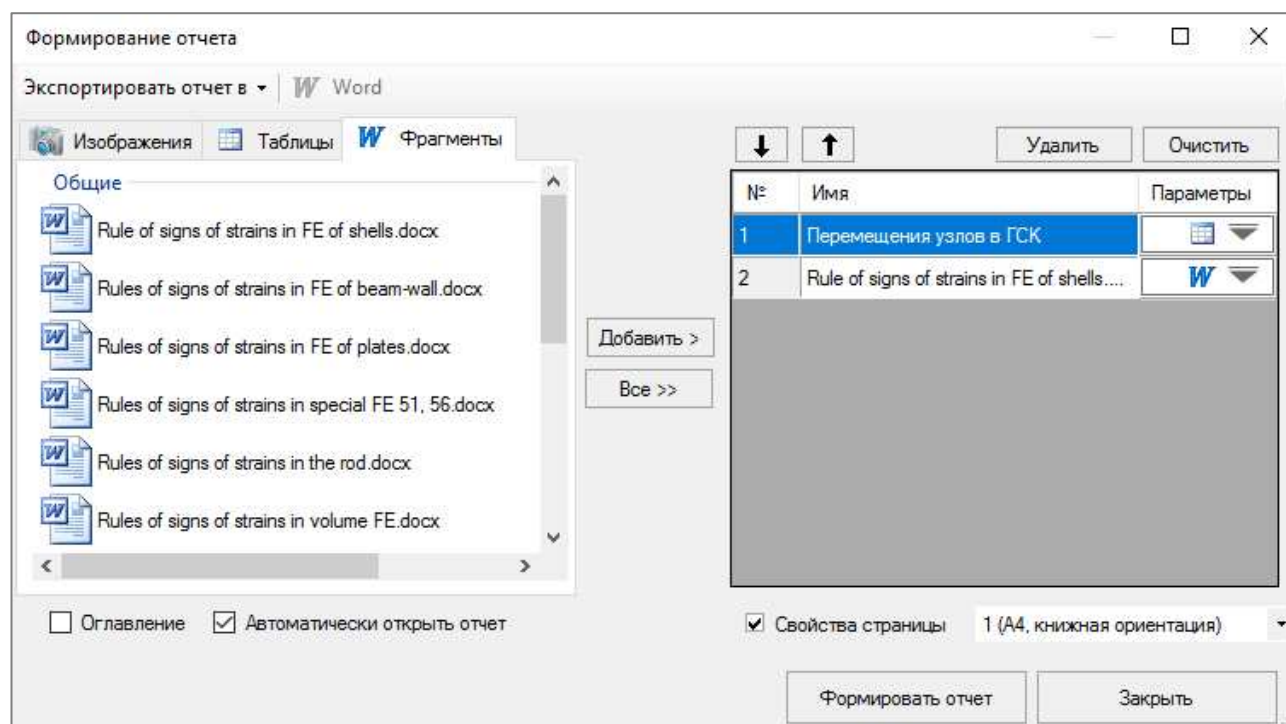 Формирование отчета
Экспортировать отчет в W Word
Изображения Таблицы W Фрагменты
Общие
Rule of signs of strains in FE of shells.docx
Rules of signs of strains in FE of beam-wall.docx
Rules of signs of strains in FE of plates.docx
Rules of signs of strains in special FE 51, 56.docx
Rules of signs of strains in the rod.docx
Rules of signs of strains in volume FE.docx
Добавить >
Все >>
Удалить Очистить
№ Имя Параметры
1 Перемещения узлов в ГСК
2 Rule of signs of strains in FE of shells.... W
Оглавление Автоматически открыть отчет
Свойства страницы 1 (A4, книжная ориентация)
Формировать отчет Закрыть